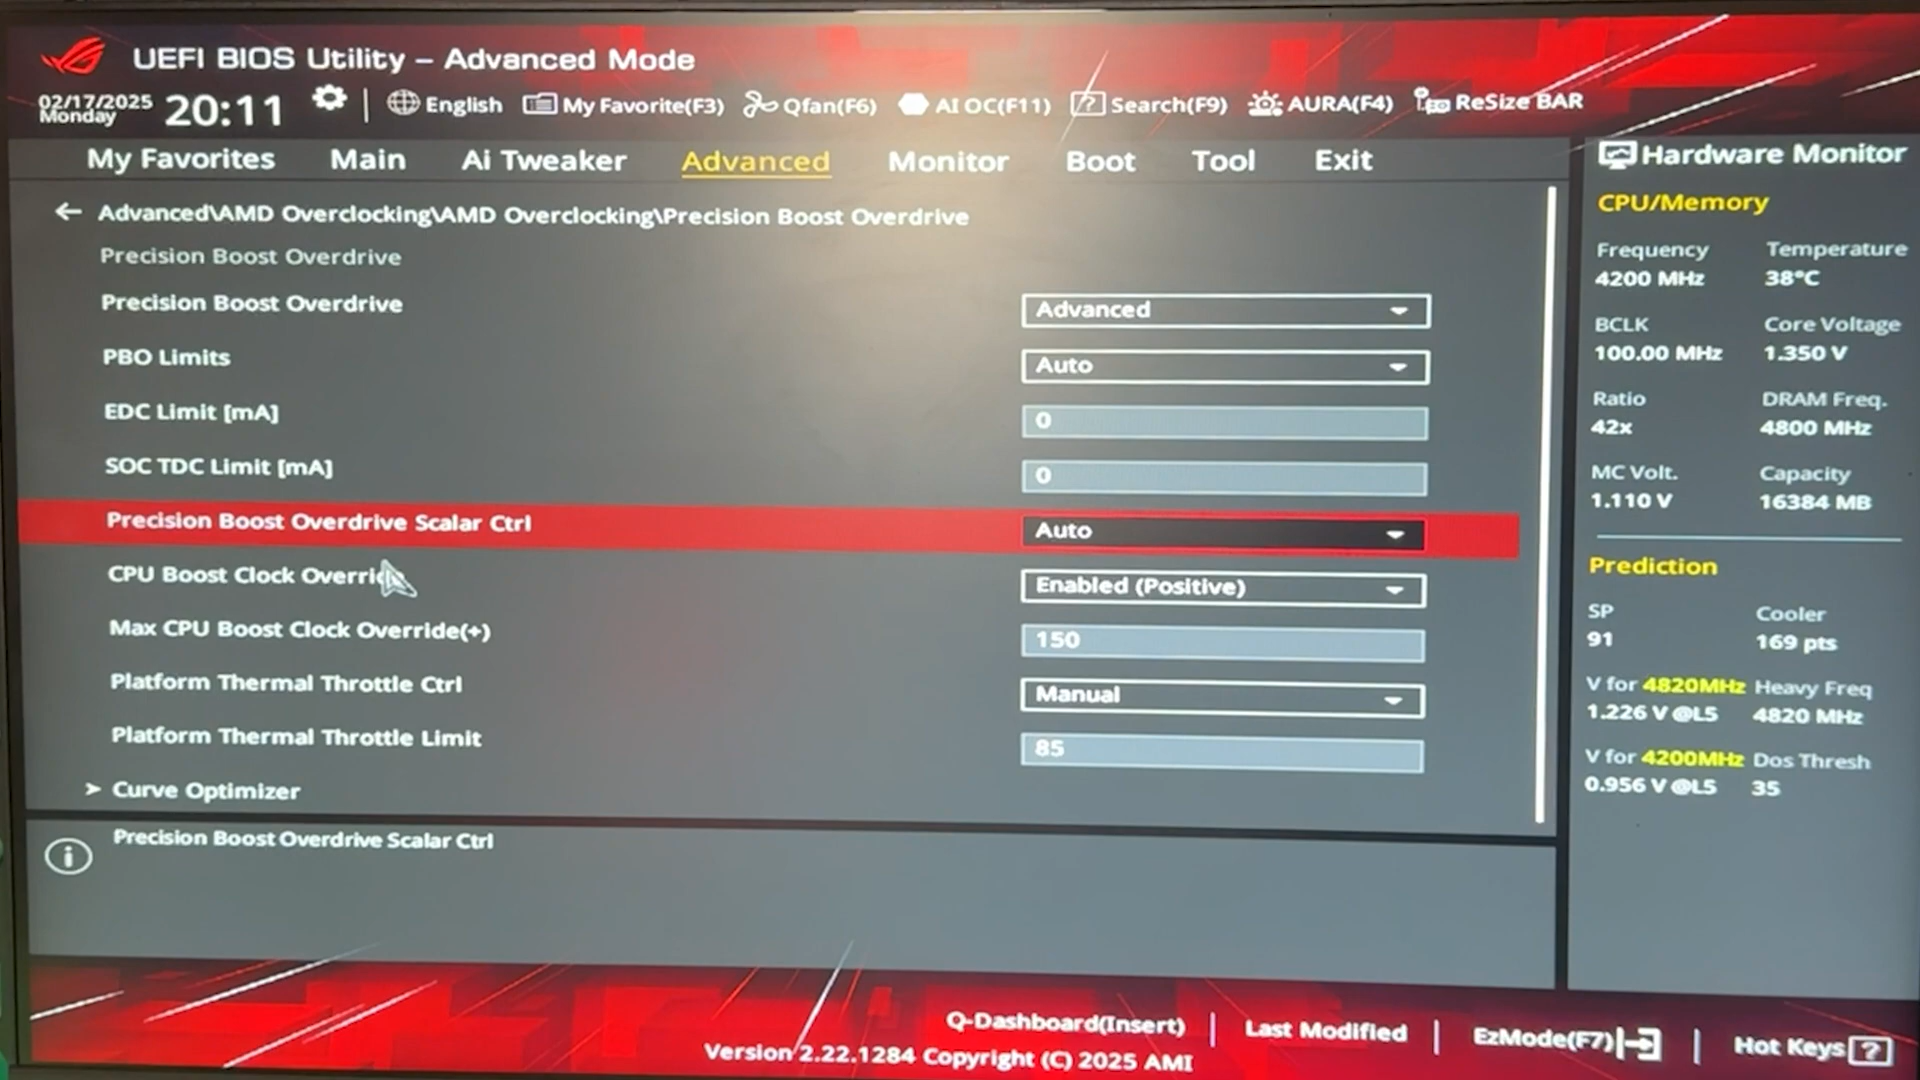 UEFI BIOS Utility – Advanced Mode
02/17/2025
Monday
20:11
English
My Favorite(F3)
Qfan(F6)
AI OC(F11)
Search(F9)
AURA(F4)
ReSize BAR
My Favorites
Main
Ai Tweaker
Advanced
Monitor
Boot
Tool
Exit
Advanced\AMD Overclocking\AMD Overclocking\Precision Boost Overdrive
Precision Boost Overdrive
Precision Boost Overdrive
Advanced
PBO Limits
Auto
EDC Limit [mA]
0
SOC TDC Limit [mA]
0
Precision Boost Overdrive Scalar Ctrl
Auto
CPU Boost Clock
Enabled (Positive)
Max CPU Boost Clock Override(+)
150
Platform Thermal Throttle Ctrl
Manual
Platform Thermal Throttle Limit
85
> Curve Optimizer
Precision Boost Overdrive Scalar Ctrl
Hardware Monitor
CPU/Memory
Frequency Temperature
4200 MHz 38°C
BCLK Core Voltage
100.00 MHz 1.350 V
Ratio DRAM Freq.
42x 4800 MHz
MC Volt. Capacity
1.110 V 16384 MB
Prediction
SP Cooler
91 169 pts
V for 4820MHz Heavy Freq
1.226 V @L5 4820 MHz
V for 4200MHz Dos Thresh
0.956 V @L5 35
Q-Dashboard(Insert)
Last Modified
EzMode(F7)
Hot Keys ?
Version 2.22.1284 Copyright (C) 2025 AMI